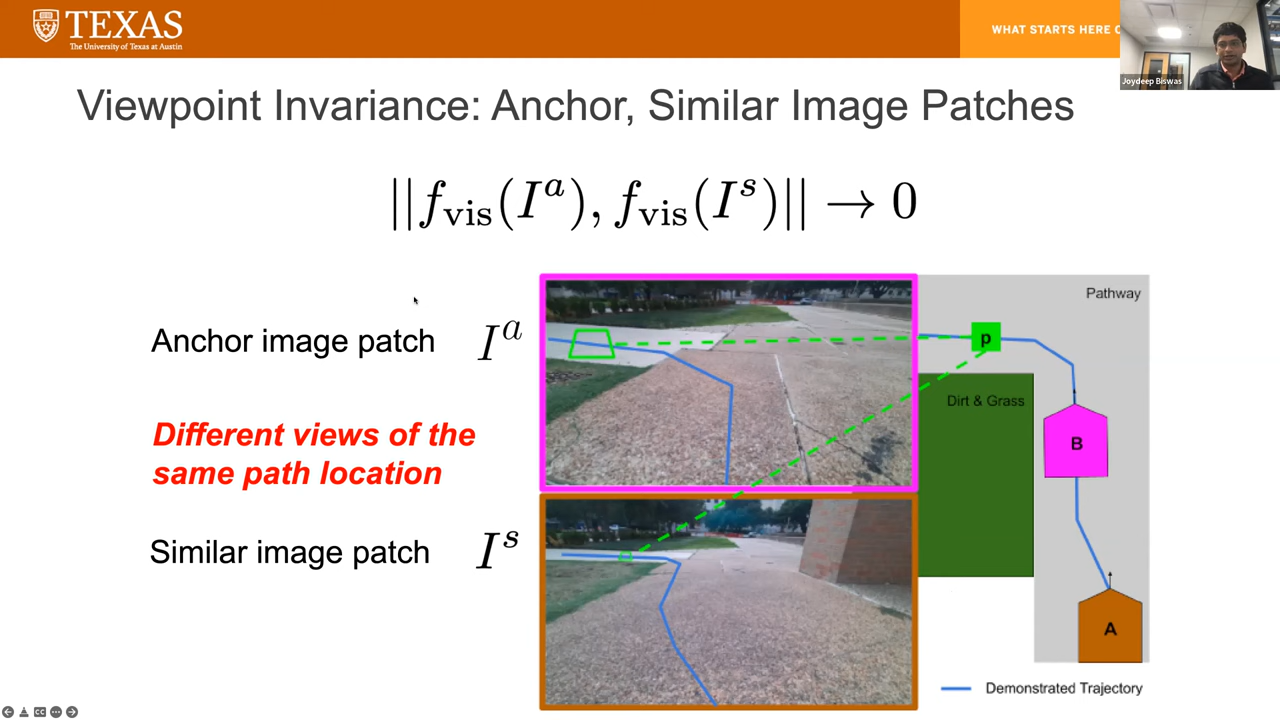 TEXAS
The University of Texas at Austin
WHAT STARTS HERE C
Joydeep Biswas
Viewpoint Invariance: Anchor, Similar Image Patches
||f_vis(I^a), f_vis(I^s)|| → 0
Pathway
Anchor image patch I^a
p
Dirt & Grass
Different views of the
same path location
B
Similar image patch I^s
A
Demonstrated Trajectory
CC